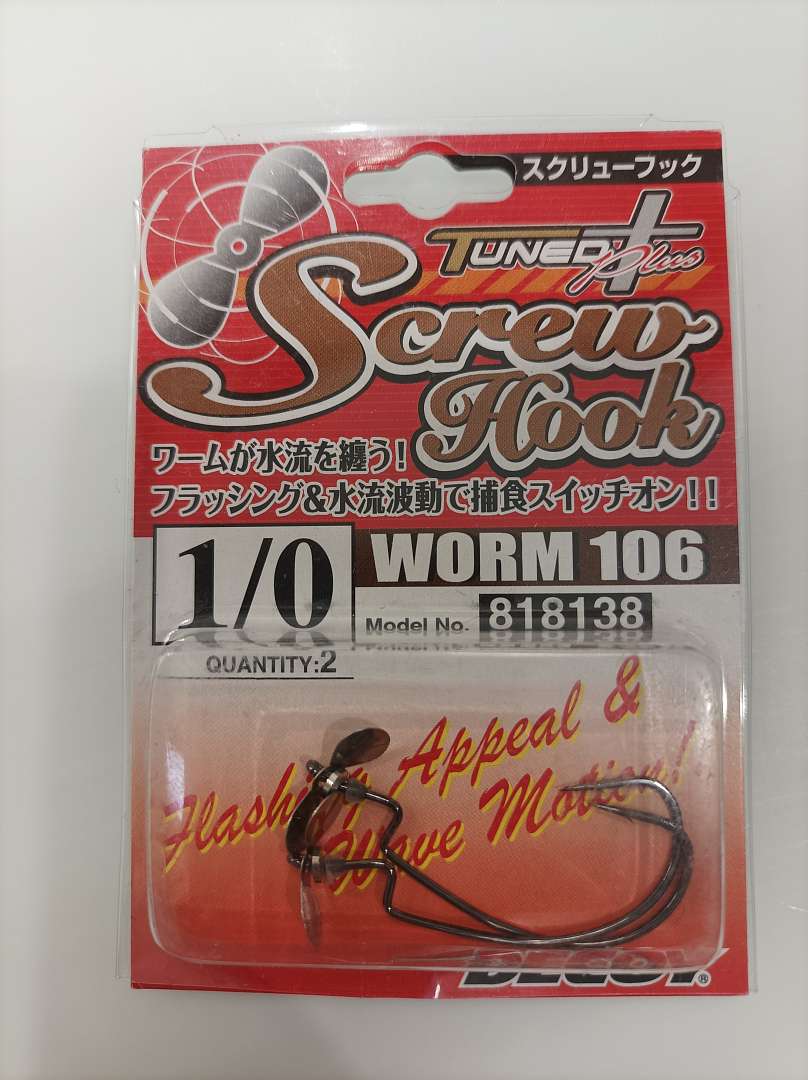 スクリューフック
TUNED Plus
Screw
Hook
ワームが水流を纏う!
フラッシング&水流波動で捕食スイッチオン!!
1/0
WORM 106
Model No. 818138
QUANTITY:2
Flashing Appeal &
Wave Motion!
DECOY®